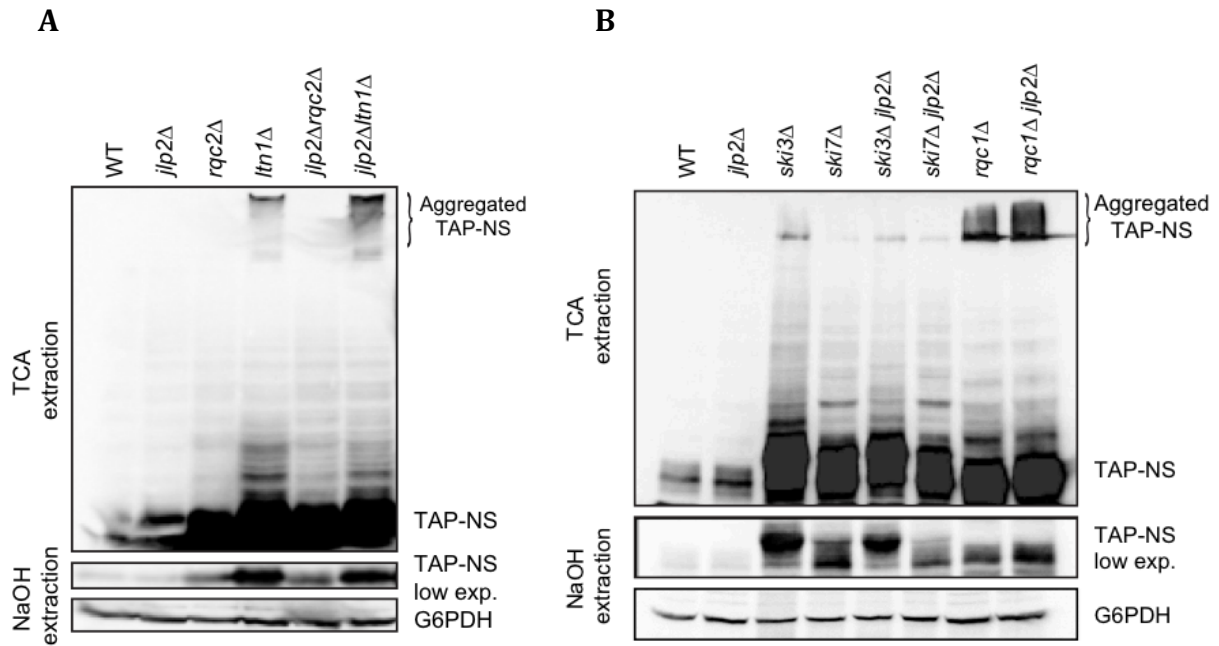 A
WT
jlp2Δ
rqc2Δ
ltn1Δ
jlp2Δrqc2Δ
jlp2Δltn1Δ
Aggregated
TAP-NS
TCA
extraction
TAP-NS
NaOH
extraction
TAP-NS
low exp.
G6PDH
B
WT
jlp2Δ
ski3Δ
ski7Δ
ski3Δ jlp2Δ
ski7Δ jlp2Δ
rqc1Δ
rqc1Δ jlp2Δ
Aggregated
TAP-NS
TCA
extraction
TAP-NS
NaOH
extraction
TAP-NS
low exp.
G6PDH